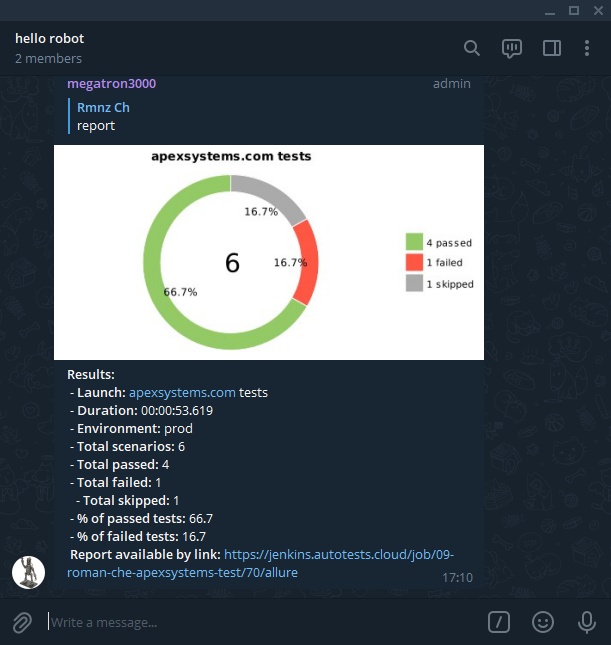 hello robot
2 members
megatron3000 admin
Rmnz Ch
report
apexsystems.com tests
16.7%
6
16.7%
66.7%
4 passed
1 failed
1 skipped
Results:
- Launch: apexsystems.com tests
- Duration: 00:00:53.619
- Environment: prod
- Total scenarios: 6
- Total passed: 4
- Total failed: 1
- Total skipped: 1
- % of passed tests: 66.7
- % of failed tests: 16.7
Report available by link: https://jenkins.autotests.cloud/job/09-
roman-che-apexsystems-test/70/allure
17:10
Write a message...